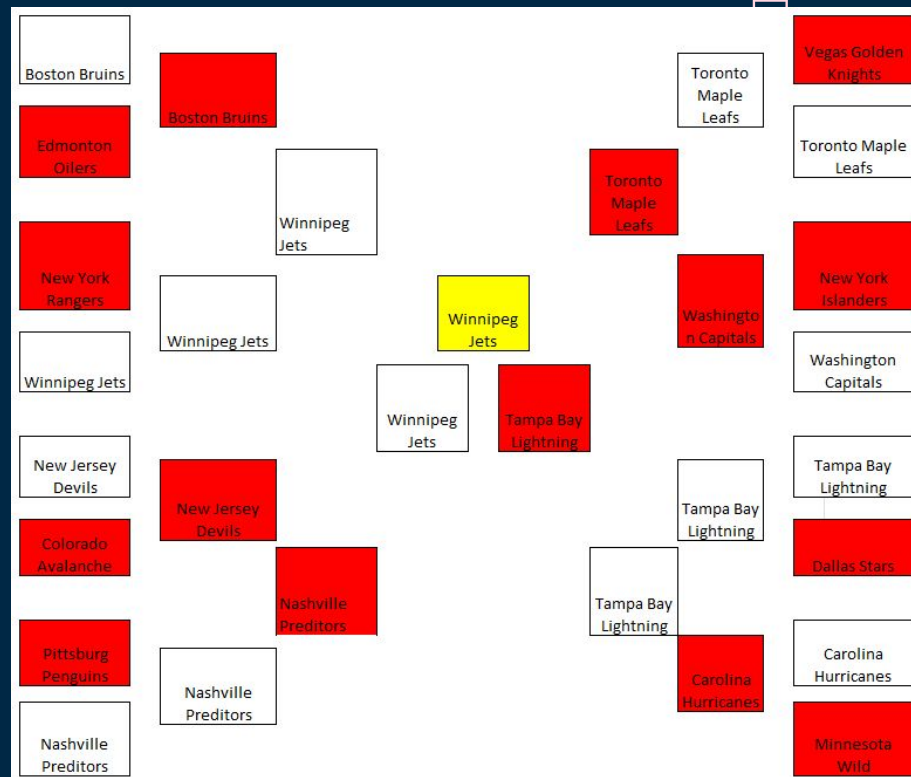 Boston Bruins
Edmonton
Oilers
New York
Rangers
Winnipeg Jets
New Jersey
Devils
Colorado
Avalanche
Pittsburg
Penguins
Nashville
Preditors
Boston Bruins
Winnipeg Jets
New Jersey
Devils
Nashville
Preditors
Winnipeg
Jets
Nashville
Preditors
Winnipeg
Jets
Winnipeg
Jets
Tampa Bay
Lightning
Toronto
Maple
Leafs
Tampa Bay
Lightning
Toronto
Maple
Leafs
Washingto
n Capitals
Tampa Bay
Lightning
Carolina
Hurricanes
Vegas Golden
Knights
Toronto Maple
Leafs
New York
Islanders
Washington
Capitals
Tampa Bay
Lightning
Dallas Stars
Carolina
Hurricanes
Minnesota
Wild